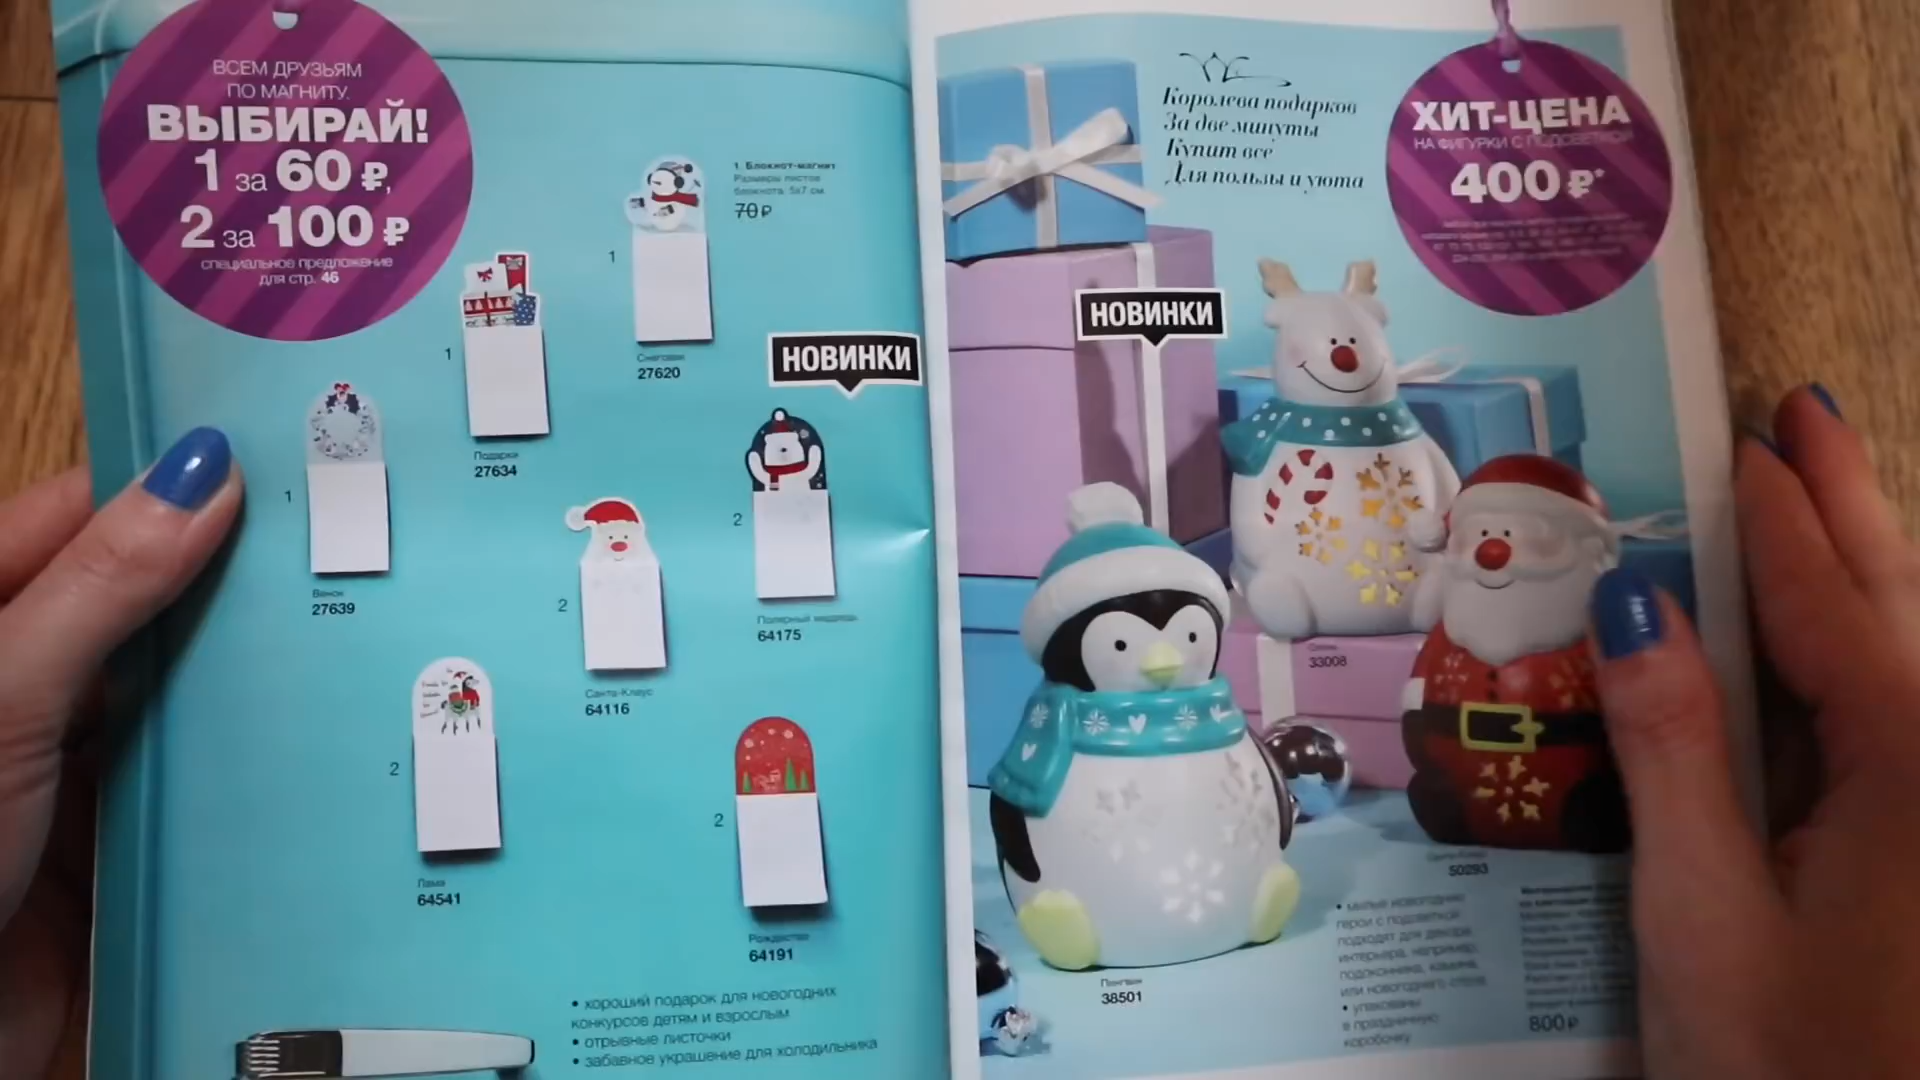 ВСЕМ ДРУЗЬЯМ
ПО МАГНИТУ.
ВЫБИРАЙ!
1 за 60 ₽,
2 за 100 ₽
специальное предложение
для стр. 46
1. Блокнот-магнит
Размеры листов
блокнота: 5х7 см.
70 ₽
1
Снеговик
27620
1
Подарки
27634
НОВИНКИ
1
Венок
27639
2
Полярный медведь
64175
2
Санта-Клаус
64116
2
Лама
64541
2
Рождество
64191
• хороший подарок для новогодних
конкурсов детям и взрослым
• отрывные листочки
• забавное украшение для холодильника
Королева подарков
За две минуты
Купит всё
Для пользы и уюта
ХИТ-ЦЕНА
НА ФИГУРКИ С ПОДСВЕТКОЙ
400 ₽*
НОВИНКИ
Олень
33008
Санта-Клаус
50293
Пингвин
38501
• милые новогодние
герои с подсветкой
подходят для декора
интерьера, например,
подоконника, камина,
или новогоднего стола
• упакованы
в праздничную
коробочку
800 ₽